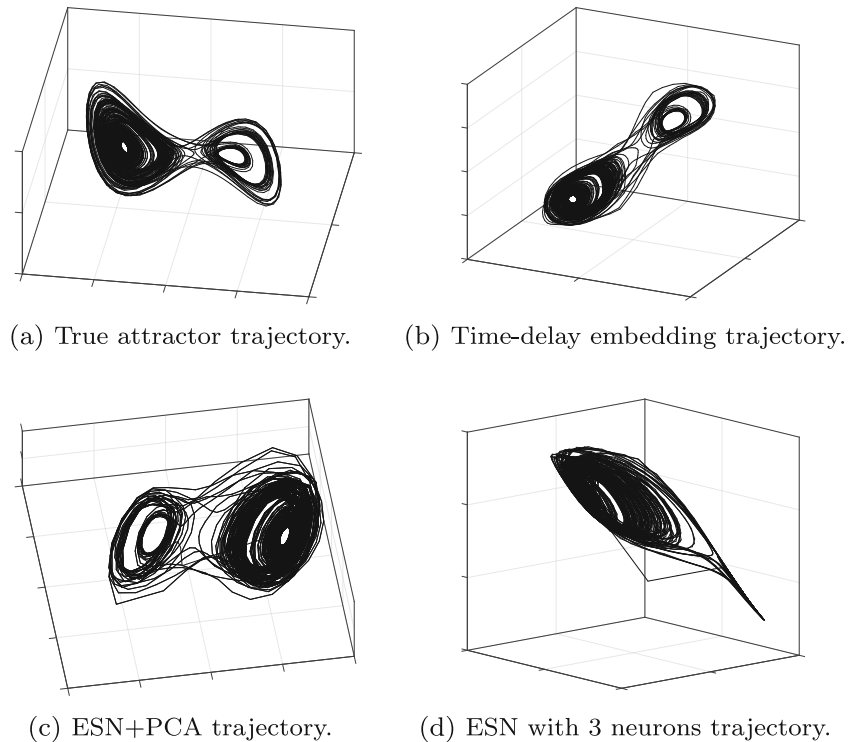 (a) True attractor trajectory.
(b) Time-delay embedding trajectory.
(c) ESN+PCA trajectory.
(d) ESN with 3 neurons trajectory.